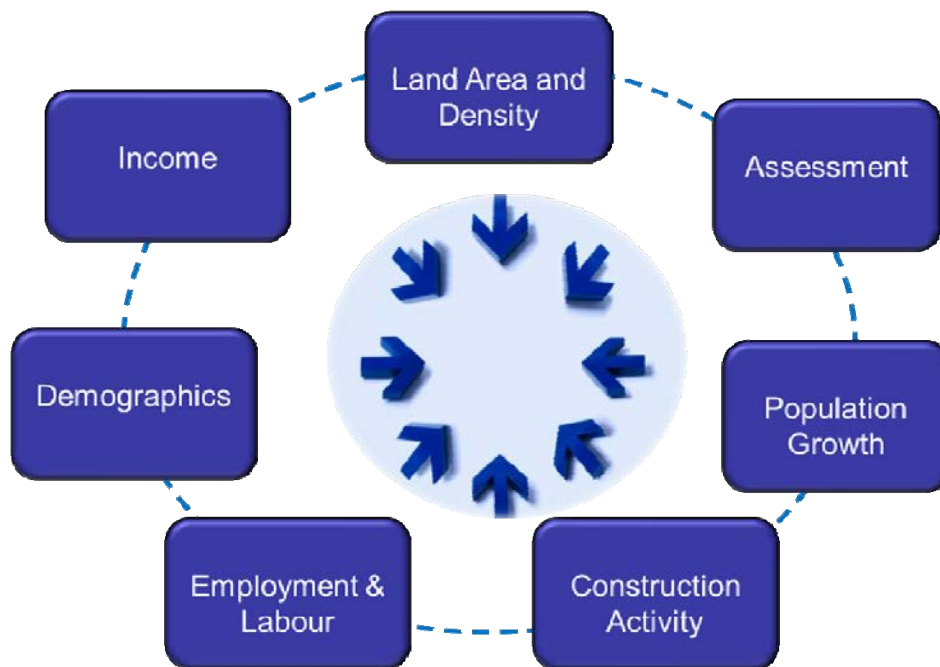 Land Area and
Density
Income
Assessment
Demographics
Population
Growth
Employment &
Labour
Construction
Activity